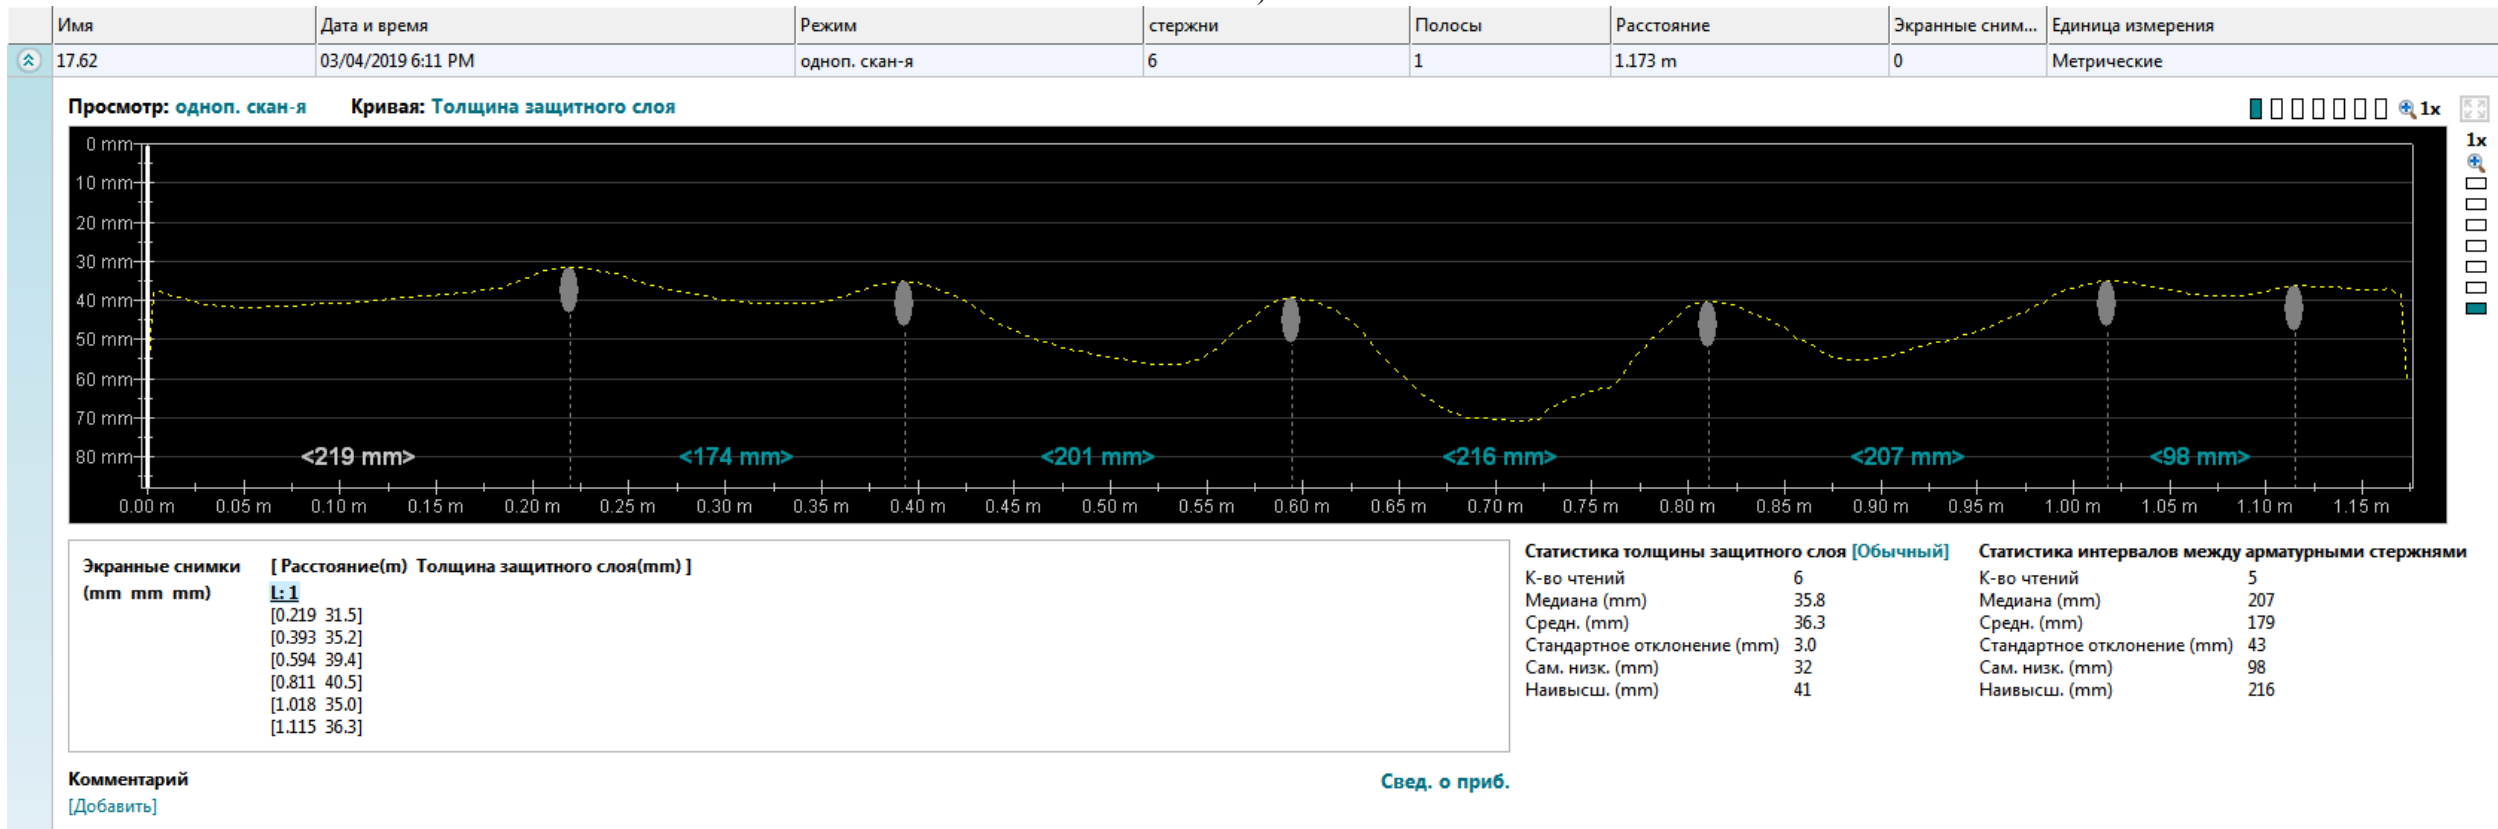 Имя Дата и время Режим стержни Полосы Расстояние Экранные сним... Единица измерения
17.62 03/04/2019 6:11 PM одноп. скан-я 6 1 1.173 m 0 Метрические
Просмотр: одноп. скан-я Кривая: Толщина защитного слоя 1x
1x
0 mm
10 mm
20 mm
30 mm
40 mm
50 mm
60 mm
70 mm
80 mm <219 mm> <174 mm> <201 mm> <216 mm> <207 mm> <98 mm>
0.00 m 0.05 m 0.10 m 0.15 m 0.20 m 0.25 m 0.30 m 0.35 m 0.40 m 0.45 m 0.50 m 0.55 m 0.60 m 0.65 m 0.70 m 0.75 m 0.80 m 0.85 m 0.90 m 0.95 m 1.00 m 1.05 m 1.10 m 1.15 m
Экранные снимки [ Расстояние(m) Толщина защитного слоя(mm) ]
(mm mm mm) L: 1
[0.219 31.5]
[0.393 35.2]
[0.594 39.4]
[0.811 40.5]
[1.018 35.0]
[1.115 36.3]
Статистика толщины защитного слоя [Обычный]
К-во чтений 6
Медиана (mm) 35.8
Средн. (mm) 36.3
Стандартное отклонение (mm) 3.0
Сам. низк. (mm) 32
Наивысш. (mm) 41
Статистика интервалов между арматурными стержнями
К-во чтений 5
Медиана (mm) 207
Средн. (mm) 179
Стандартное отклонение (mm) 43
Сам. низк. (mm) 98
Наивысш. (mm) 216
Комментарий Свед. о приб.
[Добавить]